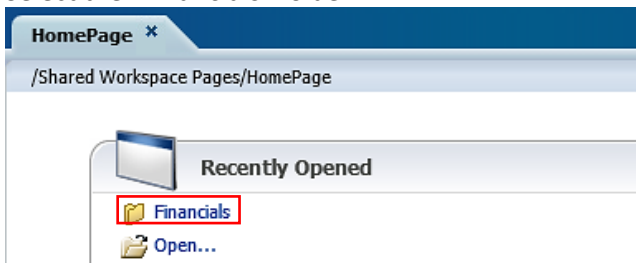 HomePage ×
/Shared Workspace Pages/HomePage
Recently Opened
Financials
Open...